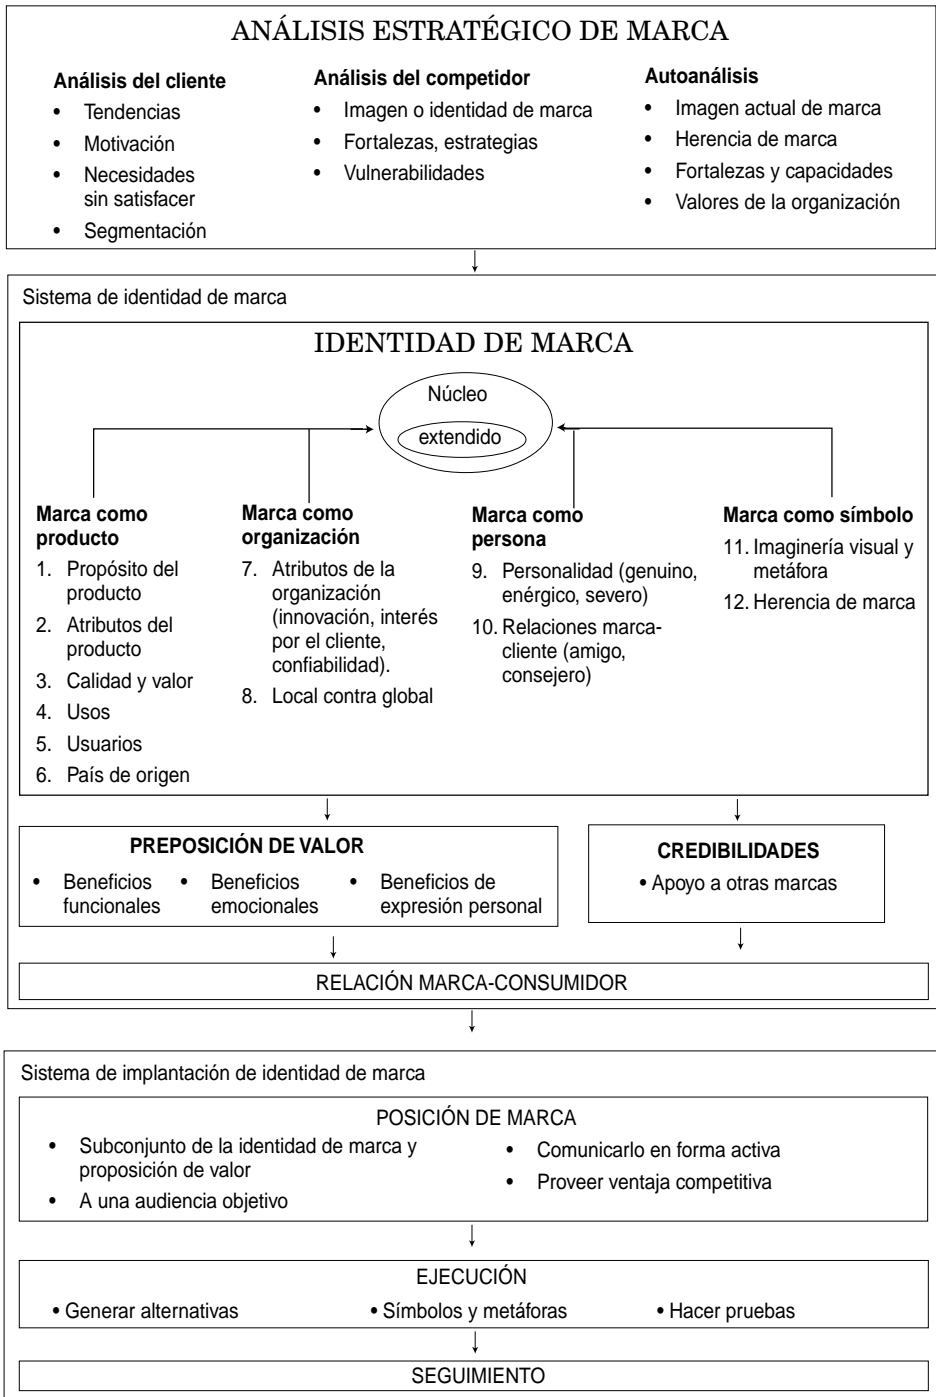 ANÁLISIS ESTRATÉGICO DE MARCA
Análisis del cliente
• Tendencias
• Motivación
• Necesidades
sin satisfacer
• Segmentación
Análisis del competidor
• Imagen o identidad de marca
• Fortalezas, estrategias
• Vulnerabilidades
Autoanálisis
• Imagen actual de marca
• Herencia de marca
• Fortalezas y capacidades
• Valores de la organización
Sistema de identidad de marca
IDENTIDAD DE MARCA
Núcleo
extendido
Marca como
producto
1. Propósito del
producto
2. Atributos del
producto
3. Calidad y valor
4. Usos
5. Usuarios
6. País de origen
Marca como
organización
7. Atributos de la
organización
(innovación, interés
por el cliente,
confiabilidad).
8. Local contra global
Marca como
persona
9. Personalidad (genuino,
enérgico, severo)
10. Relaciones marca-
cliente (amigo,
consejero)
Marca como símbolo
11. Imaginería visual y
metáfora
12. Herencia de marca
PREPOSICIÓN DE VALOR
• Beneficios
funcionales
• Beneficios
emocionales
• Beneficios de
expresión personal
CREDIBILIDADES
• Apoyo a otras marcas
RELACIÓN MARCA-CONSUMIDOR
Sistema de implantación de identidad de marca
POSICIÓN DE MARCA
• Subconjunto de la identidad de marca y
proposición de valor
• A una audiencia objetivo
• Comunicarlo en forma activa
• Proveer ventaja competitiva
EJECUCIÓN
• Generar alternativas
• Símbolos y metáforas
• Hacer pruebas
SEGUIMIENTO